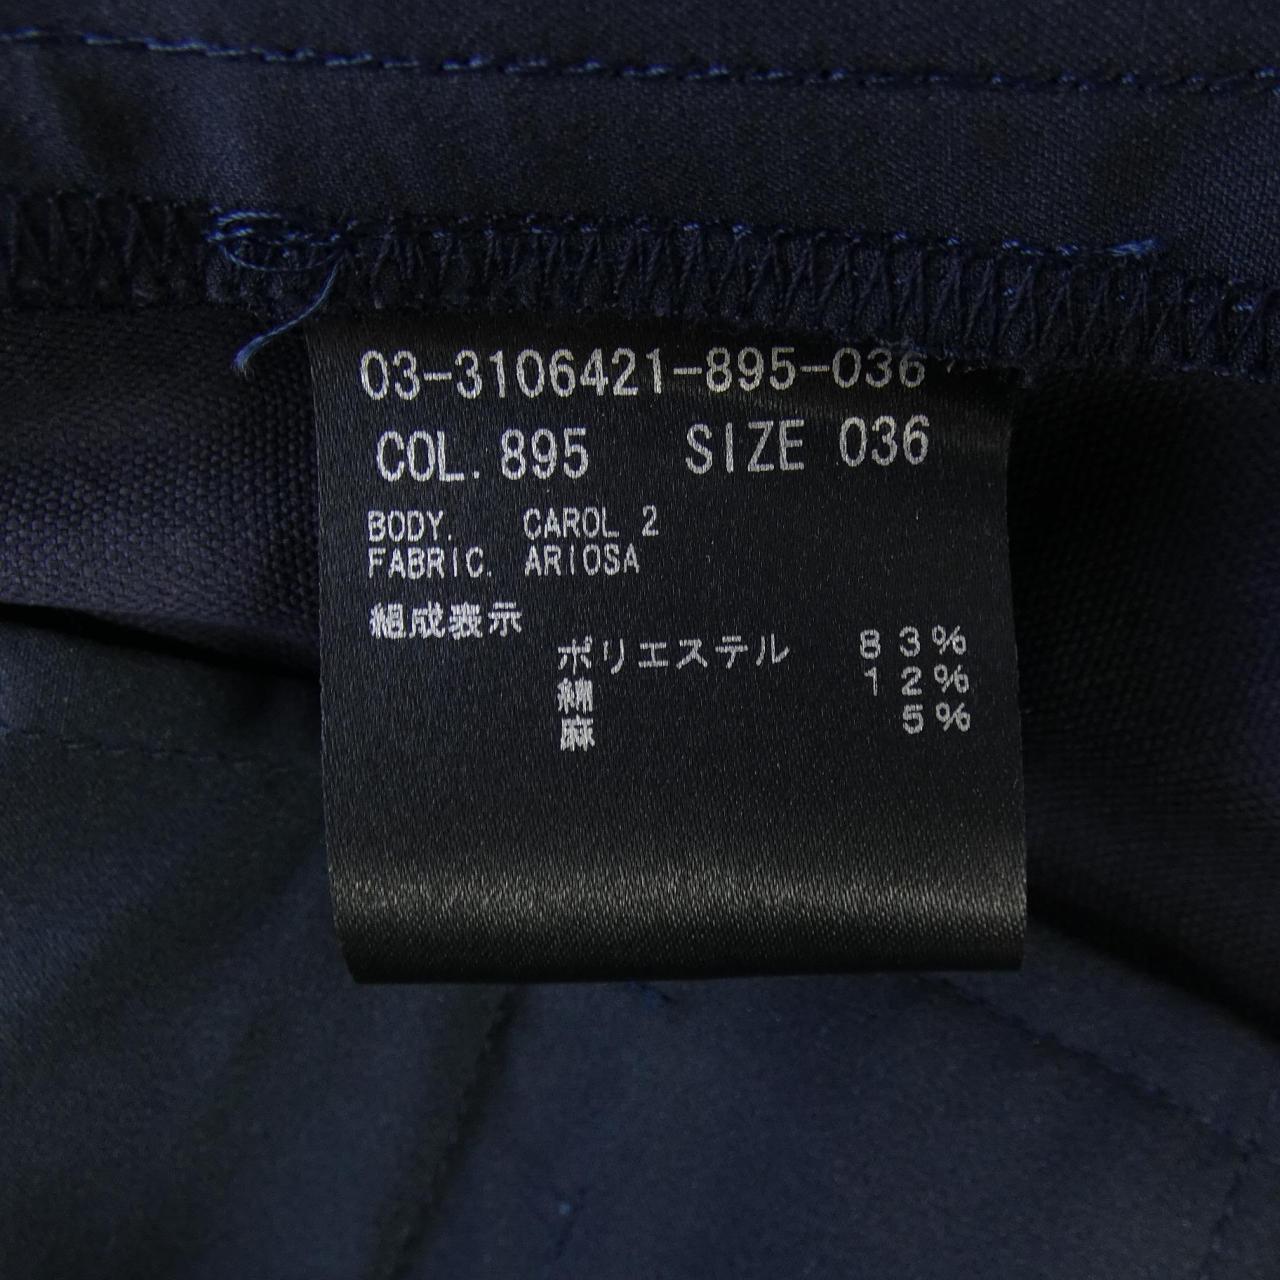 03-3106421-895-036
COL. 895 SIZE 036
BODY. CAROL 2
FABRIC. ARIOSA
組成表示
ポリエステル 83%
綿 12%
麻 5%